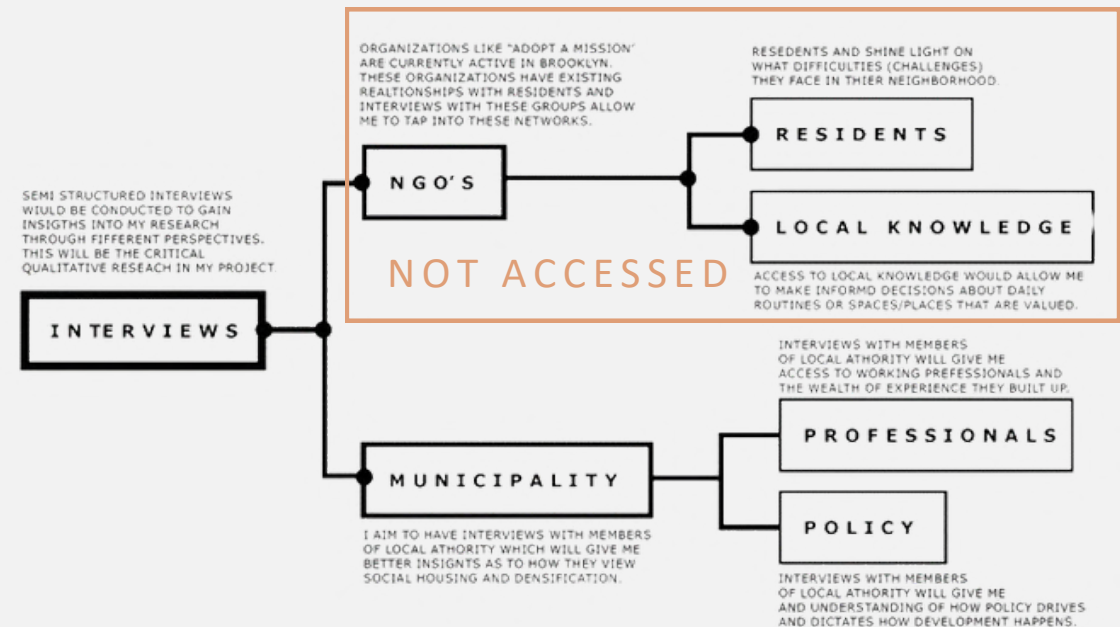 ORGANIZATIONS LIKE "ADOPT A MISSION'
ARE CURRENTLY ACTIVE IN BROOKLYN.
THESE ORGANIZATIONS HAVE EXISTING
REALTIONSHIPS WITH RESIDENTS AND
INTERVIEWS WITH THESE GROUPS ALLOW
ME TO TAP INTO THESE NETWORKS.
NGO'S
RESEDENTS AND SHINE LIGHT ON
WHAT DIFFICULTIES (CHALLENGES)
THEY FACE IN THIER NEIGHBORHOOD.
RESIDENTS
LOCAL KNOWLEDGE
ACCESS TO LOCAL KNOWLEDGE WOULD ALLOW ME
TO MAKE INFORMD DECISIONS ABOUT DAILY
ROUTINES OR SPACES/PLACES THAT ARE VALUED.
NOT ACCESSED
SEMI STRUCTURED INTERVIEWS
WIULD BE CONDUCTED TO GAIN
INSIGTHS INTO MY RESEARCH
THROUGH FIFFERENT PERSPECTIVES.
THIS WILL BE THE CRITICAL
QUALITATIVE RESEACH IN MY PROJECT
INTERVIEWS
INTERVIEWS WITH MEMBERS
OF LOCAL ATHORITY WILL GIVE ME
ACCESS TO WORKING PREFESSIONALS AND
THE WEALTH OF EXPERIENCE THEY BUILT UP.
PROFESSIONALS
MUNICIPALITY
I AIM TO HAVE INTERVIEWS WITH MEMBERS
OF LOCAL ATHORITY WHICH WILL GIVE ME
BETTER INSIGNTS AS TO HOW THEY VIEW
SOCIAL HOUSING AND DENSIFICATION.
POLICY
INTERVIEWS WITH MEMBERS
OF LOCAL ATHORITY WILL GIVE ME
AND UNDERSTANDING OF HOW POLICY DRIVES
AND DICTATES HOW DEVELOPMENT HAPPENS.